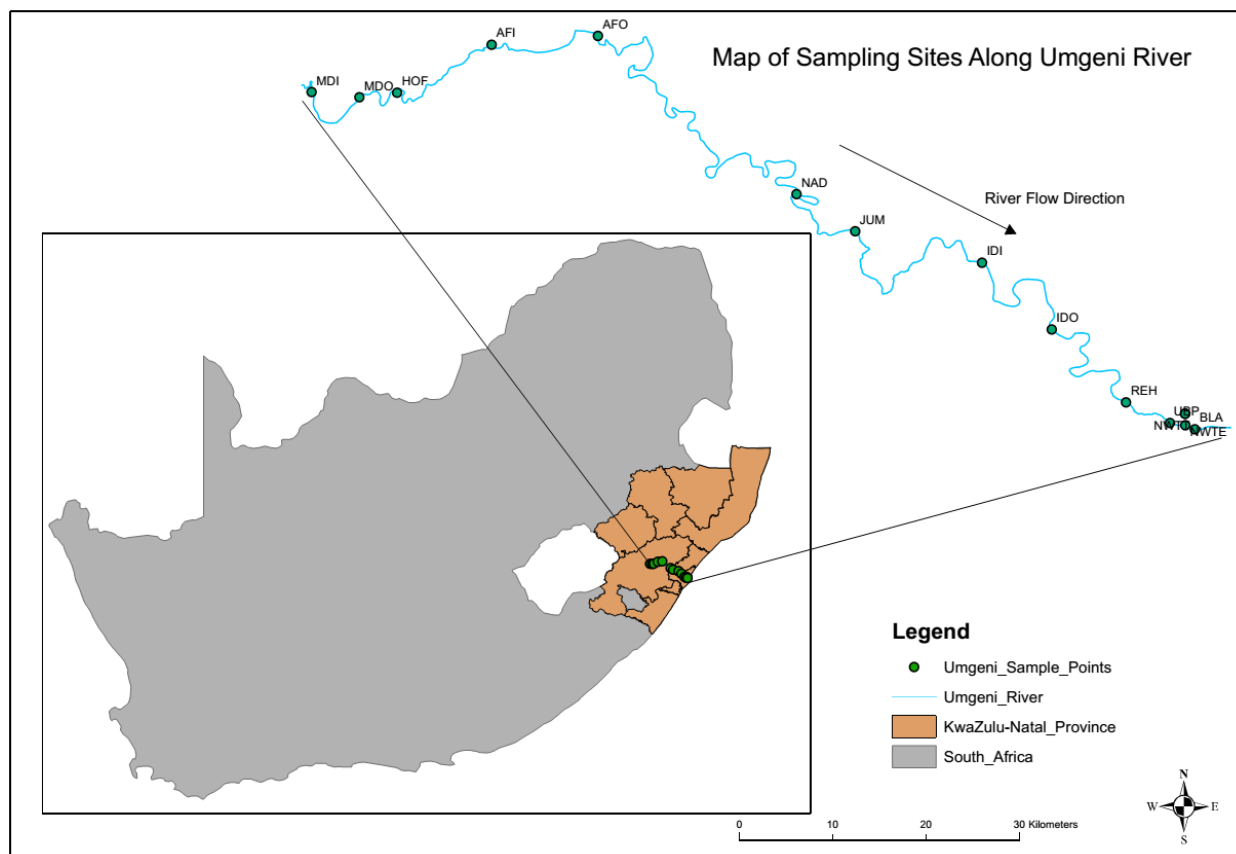 Map of Sampling Sites Along Umgeni River
AFI
AFO
MDI
MDO
HOF
NAD
River Flow Direction
JUM
IDI
IDO
REH
BLA
NWTE
Legend
Umgeni_Sample_Points
Umgeni_River
KwaZulu-Natal_Province
South_Africa
N
W
E
S
0 10 20 30 Kilometers